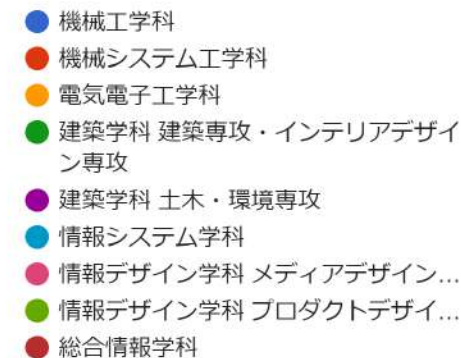 機械工学科
機械システム工学科
電気電子工学科
建築学科 建築専攻・インテリアデザイ
ン専攻
建築学科 土木・環境専攻
情報システム学科
情報デザイン学科 メディアデザイン…
情報デザイン学科 プロダクトデザイ…
総合情報学科